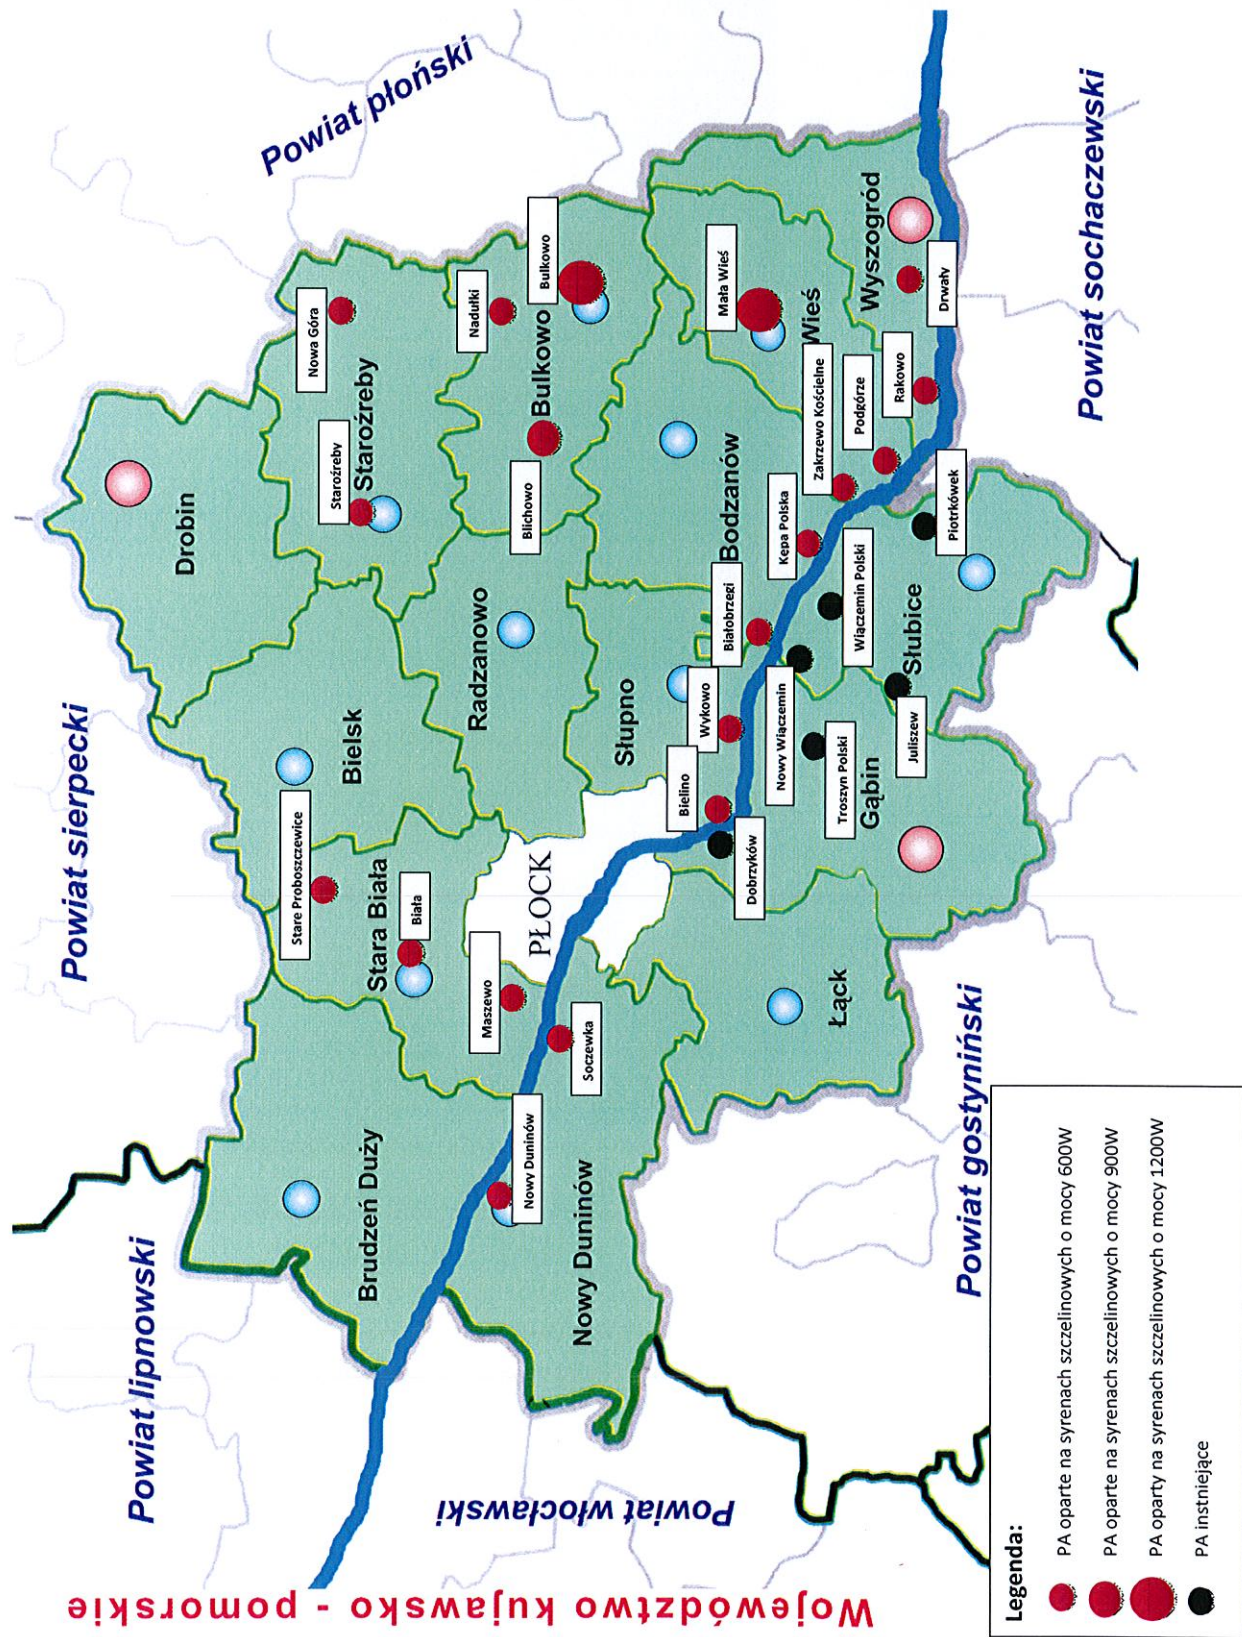 Powiat płoński
Powiat sierpecki
Powiat lipnowski
Powiat włocławski
Powiat sochaczewski
Powiat gostyniński
Województwo kujawsko - pomorskie
Drobin
Nowa Góra
Staroźreby
Staroźreby
Nadułki
Bulkowo
Bulkowo
Blichowo
Bielsk
Radzanowo
Stare Proboszczewice
Stara Biała
Biała
Maszewo
PŁOCK
Brudzeń Duży
Nowy Duninów
Nowy Duninów
Soczewka
Łąck
Słupno
Bodzanów
Mała Wieś
Wieś
Wyszogród
Drwały
Rakowo
Podgórze
Zakrzewo Kościelne
Kępa Polska
Białobrzegi
Wykowo
Bielino
Dobrzyków
Nowy Wiączemin
Wiączemin Polski
Piotrkówek
Słubice
Juliszew
Troszyn Polski
Gąbin
Legenda:
PA oparte na syrenach szczelinowych o mocy 600W
PA oparte na syrenach szczelinowych o mocy 900W
PA oparty na syrenach szczelinowych o mocy 1200W
PA instniejące